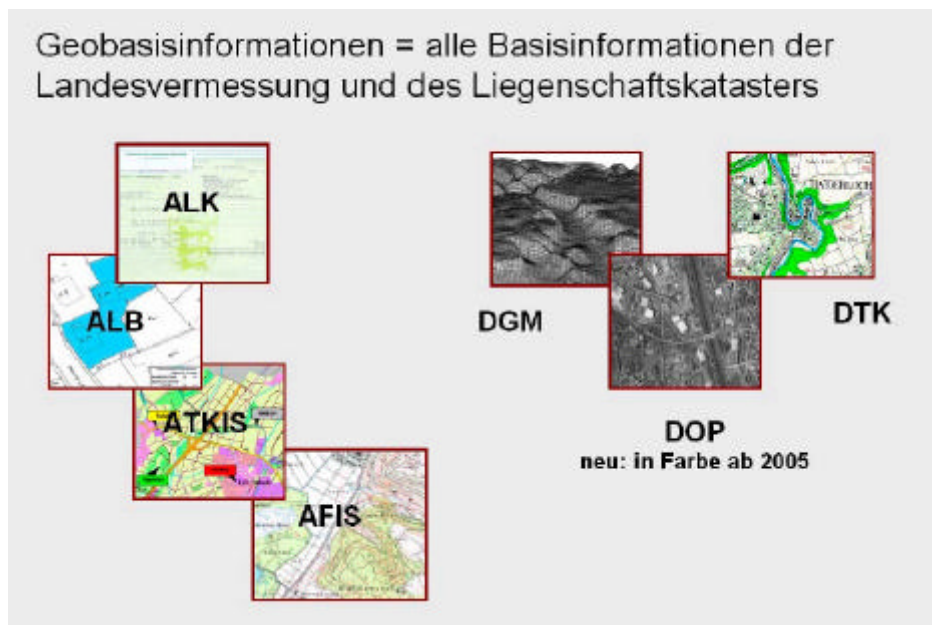 Geobasisinformationen = alle Basisinformationen der
Landesvermessung und des Liegenschaftskatasters
ALK
ALB
ATKIS
AFIS
DGM
DTK
DOP
neu: in Farbe ab 2005